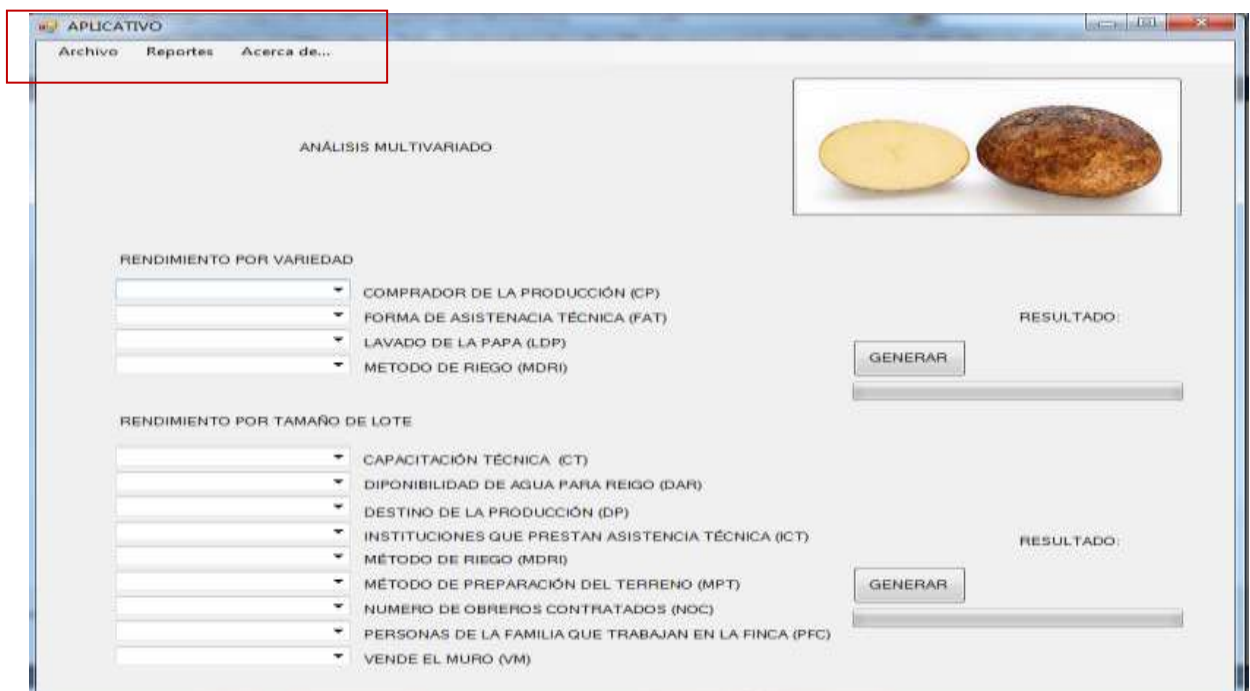 APLICATIVO
Archivo Reportes Acerca de...
ANÁLISIS MULTIVARIADO
RENDIMIENTO POR VARIEDAD
COMPRADOR DE LA PRODUCCIÓN (CP)
FORMA DE ASISTENACIA TÉCNICA (FAT)
RESULTADO:
LAVADO DE LA PAPA (LDP)
GENERAR
METODO DE RIEGO (MDRI)
RENDIMIENTO POR TAMAÑO DE LOTE
CAPACITACIÓN TÉCNICA (CT)
DIPONIBILIDAD DE AGUA PARA REIGO (DAR)
DESTINO DE LA PRODUCCIÓN (DP)
INSTITUCIONES QUE PRESTAN ASISTENCIA TÉCNICA (ICT)
RESULTADO:
MÉTODO DE RIEGO (MDRI)
MÉTODO DE PREPARACIÓN DEL TERRENO (MPT)
GENERAR
NUMERO DE OBREROS CONTRATADOS (NOC)
PERSONAS DE LA FAMILIA QUE TRABAJAN EN LA FINCA (PFC)
VENDE EL MURO (VM)